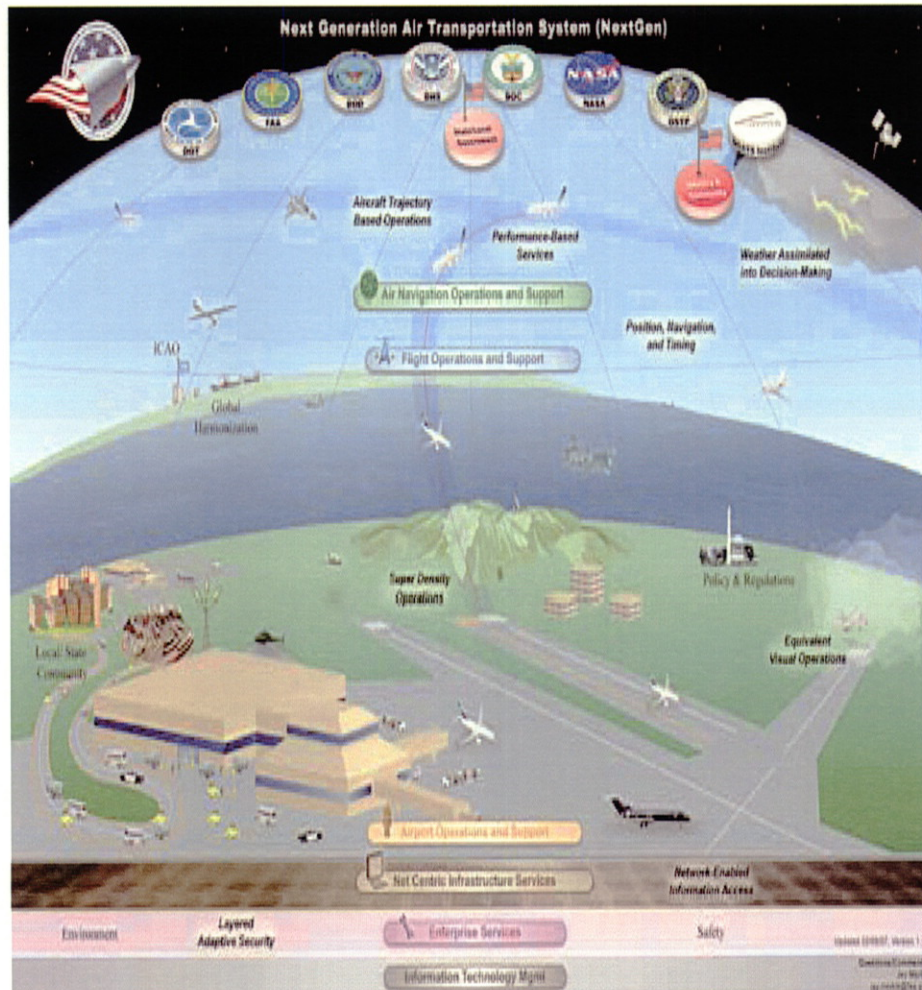 Next Generation Air Transportation System (NextGen)
DOT
FAA
DOD
DHS
DOC
NASA
NASA
OSTP
Aircraft Trajectory
Based Operations
Performance-Based
Services
Weather Assimilated
into Decision-Making
Air Navigation Operations and Support
Position, Navigation,
and Timing
ICAO
Flight Operations and Support
Global
Harmonization
Super Density
Operations
Policy & Regulations
Local/State
Community
Equivalent
Visual Operations
Airport Operations and Support
Net Centric Infrastructure Services
Network-Enabled
Information Access
Environment
Layered
Adaptive Security
Enterprise Services
Safety
Information Technology Mgmt